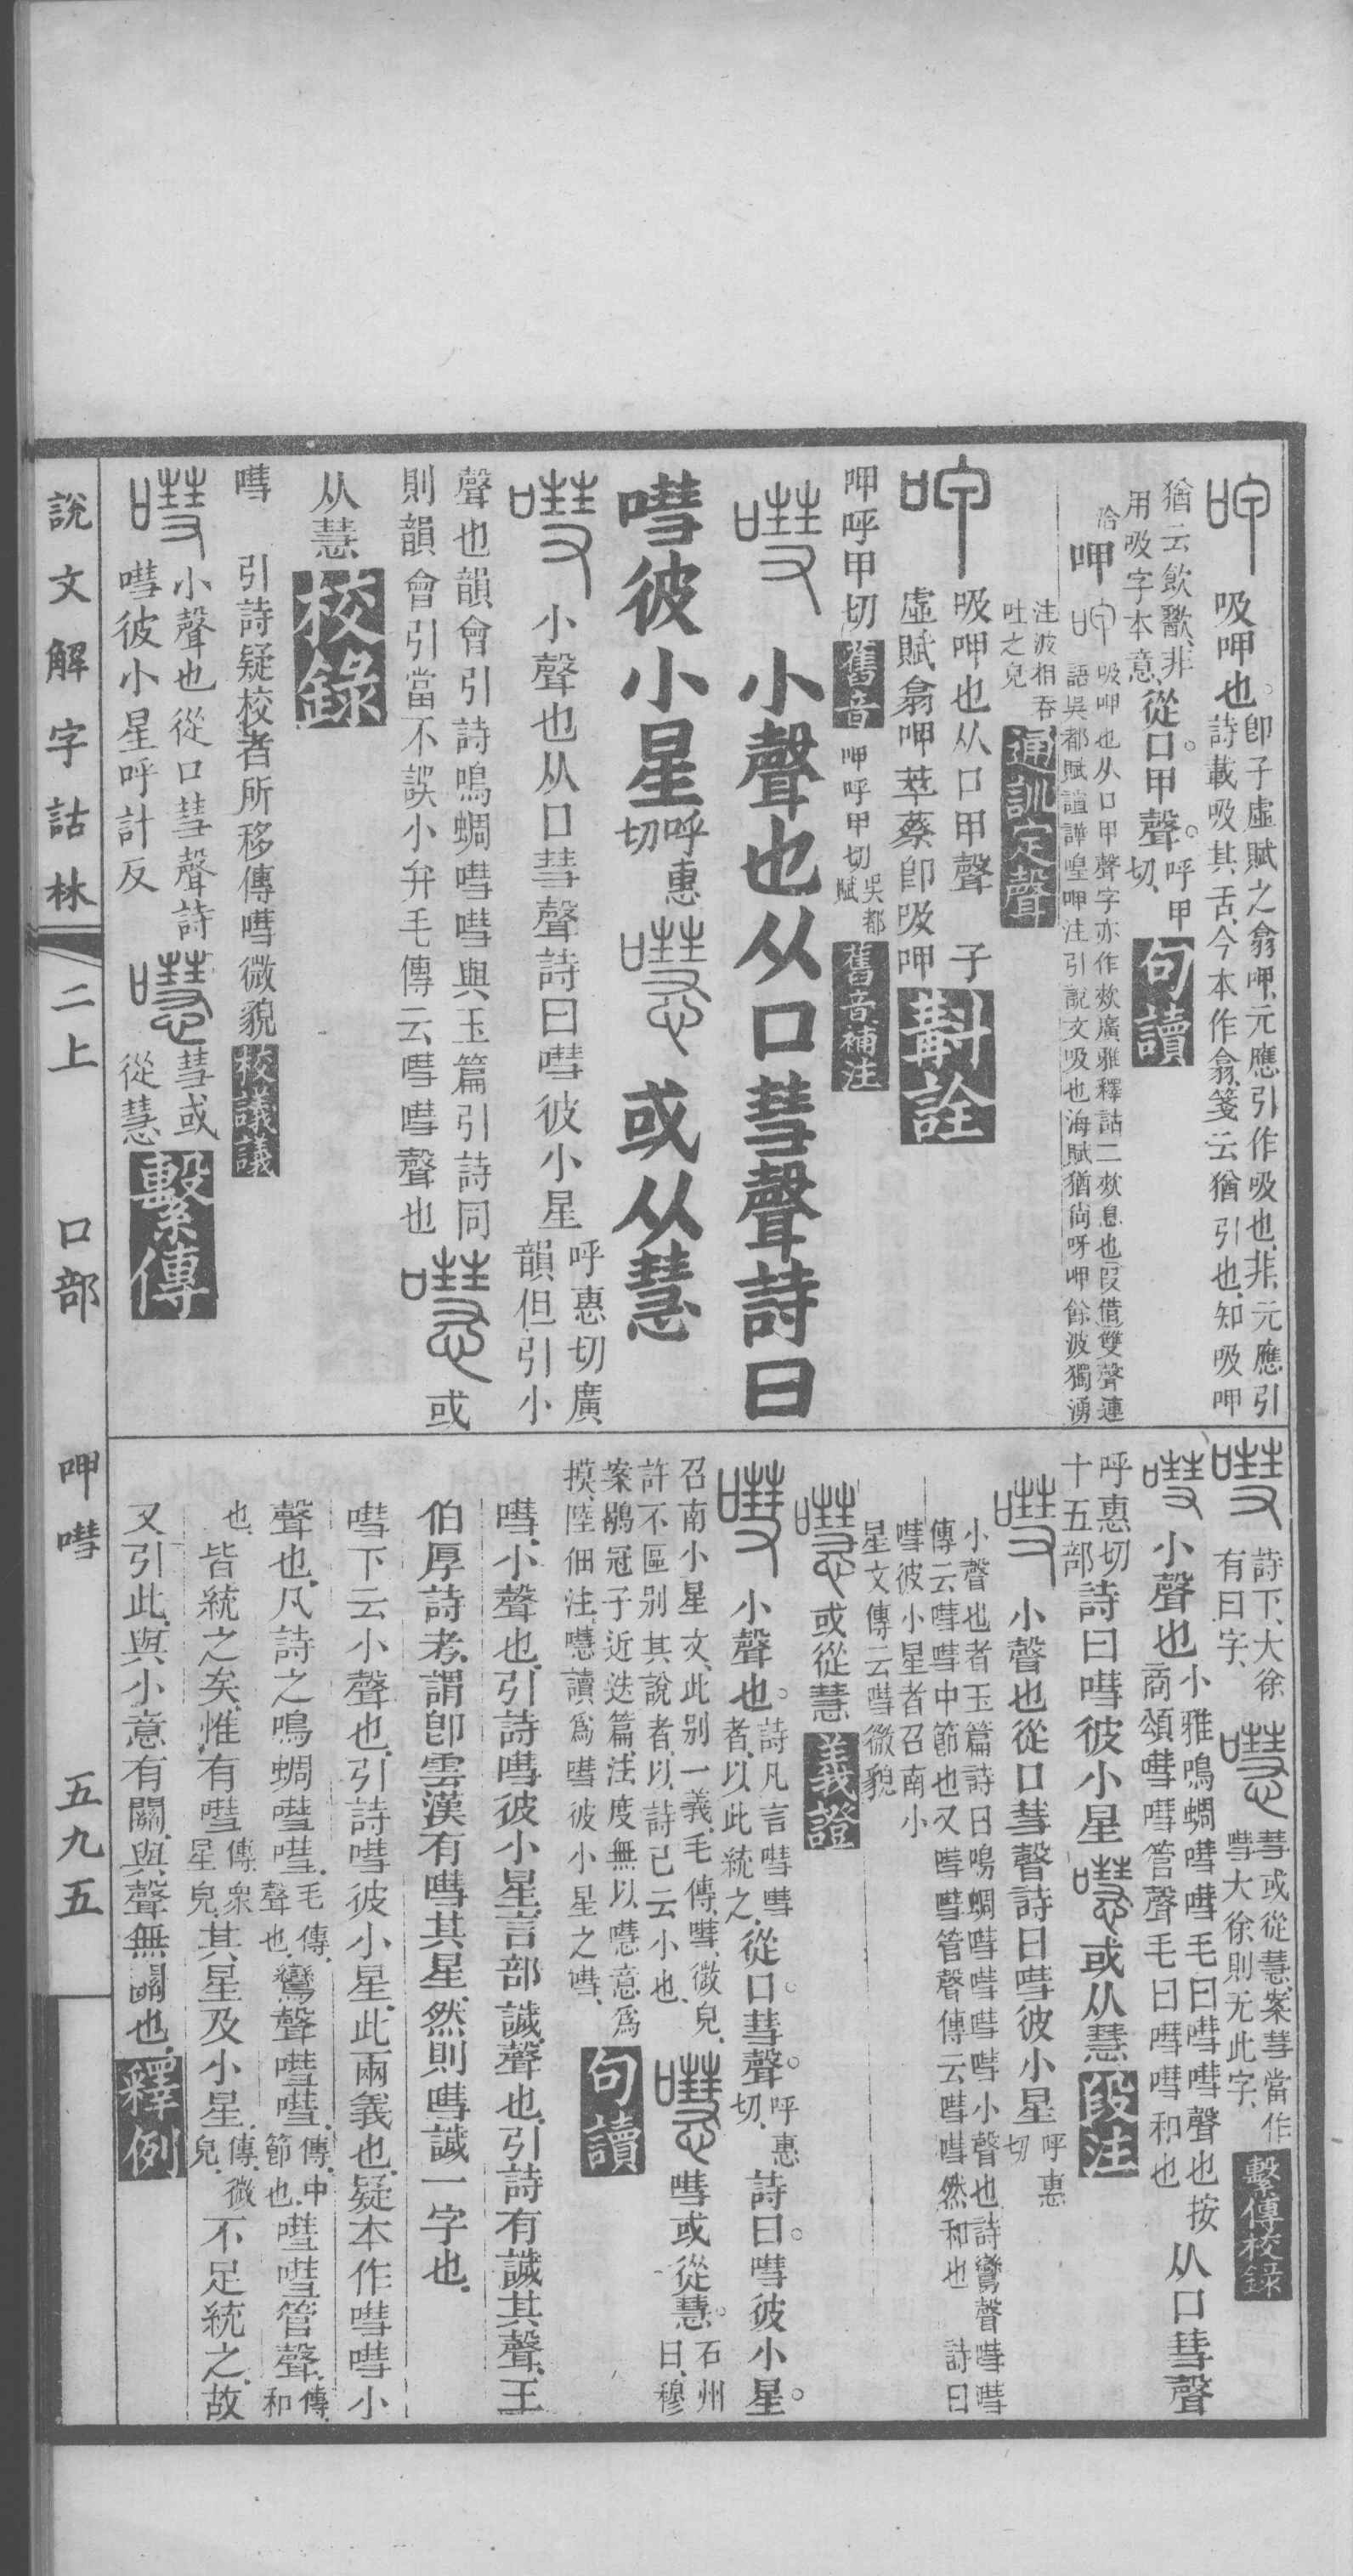 呷 吸呷也。卽子虛賦之翕呷、元應引作吸也、非、元應引
詩載吸其舌、今本作翕、箋云猶引也、知吸呷
猶云飲歠、非
用吸字本意、從口。甲聲。呼甲切、句讀
呷 吸呷也从口甲聲字亦作欱廣雅釋詁二欱息也叚借雙聲連
語吳都賦諠譁喤呷注引說文吸也海賦猶尙呀呷餘波獨湧
注波相吞
吐之皃 通訓定聲
呷 吸呷也从口甲聲 子
虛賦翕呷萃蔡卽吸呷 斠詮
呷呼甲切 舊音 呷呼甲切吳都賦 舊音補注
嘒 小聲也从口彗聲詩曰
嘒彼小星呼惠切 嚖 或从慧
嘒 小聲也从口彗聲詩曰嘒彼小星 呼惠切廣
韻但引小
聲也韻會引詩鳴蜩嘒嘒與玉篇引詩同
則韻會引當不誤小弁毛傳云嘒嘒聲也 嚖 或
从慧 校錄
嘒 引詩疑校者所移傳嘒微貌 校議議
嘒 小聲也從口彗聲詩
嘒彼小星呼計反 嚖 彗或
從慧 繫傳
嘒 詩下、大徐
有曰字、 嚖 彗或從慧、案彗當作
嘒大徐則无此字、 繫傳校錄
嘒 小聲也 小雅鳴蜩嘒嘒毛曰嘒嘒聲也按
商頌嘒嘒管聲毛曰嘒嘒和也 从口彗聲
呼惠切
十五部 詩曰嘒彼小星 嚖 或从慧 段注
嘒 小聲也從口彗聲詩曰嘒彼小星 呼惠切
小聲也者玉篇詩曰鳴蜩嘒嘒嘒小聲也詩鸞聲嘒嘒
傳云嘒嘒中節也又嘒嘒管聲傳云嘒嘒然和也 詩曰
嘒彼小星者召南小
星文傳云嘒微貌
嚖 或從慧 義證
嘒 小聲也。詩凡言嘒嘒
者、以此統之、從口。彗聲。呼惠切、詩曰。嘒彼小星。
召南小星文、此別一義、毛傳、嘒、微皃、
許不區别其說者、以詩已云小也、 嚖 嘒或從慧。石州
曰、穆
案鶡冠子近迭篇、法度無以嚖意爲
摸、陸佃注、嚖讀爲嘒彼小星之嘒、 句讀
嘒、小聲也、引詩嘒彼小星、言部諴、聲也、引詩有諴其聲、王
伯厚詩考、謂卽雲漢有嘒其星、然則嘒諴一字也、
嘒下云小聲也、引詩嘒彼小星、此兩義也、疑本作嘒嘒小
聲也、凡詩之鳴蜩嘒嘒、毛傳、聲也、鸞聲嘒嘒、傳、中節也、嘒嘒管聲、傳、和
也、皆統之矣、惟有嘒傳衆星皃、其星及小星、傳、微皃、不足統之、故
又引此、與小意有關、與聲無關也、 釋例
說文解字詁林 二上 口部 呷嘒 五九五